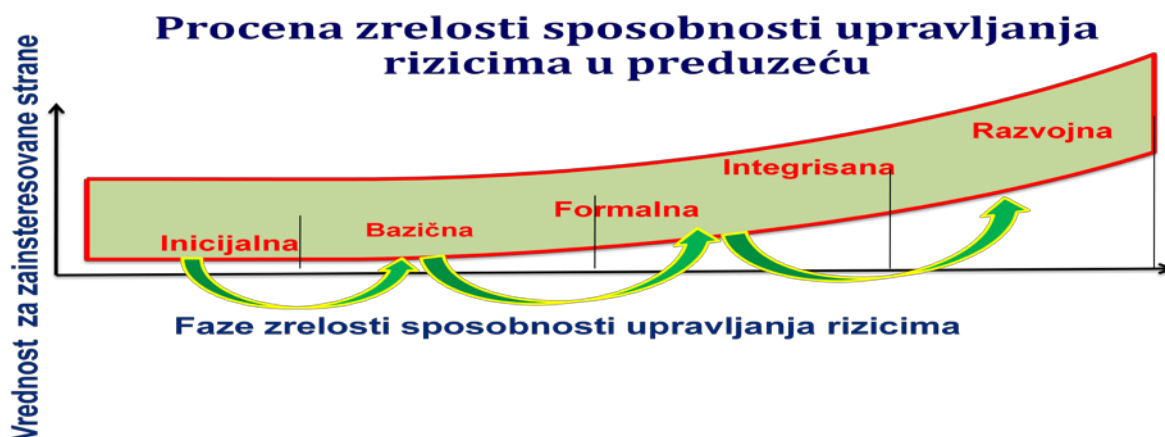 Procena zrelosti sposobnosti upravljanja
rizicima u preduzeću
Vrednost za zainteresovane strane
Razvojna
Integrisana
Formalna
Bazična
Inicijalna
Faze zrelosti sposobnosti upravljanja rizicima